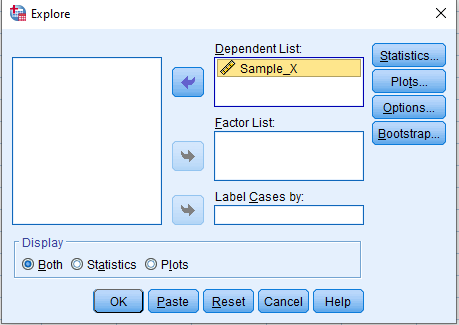 Explore
Dependent List:
Sample_X
Statistics...
Plots...
Options...
Bootstrap...
Factor List:
Label Cases by:
Display
Both Statistics Plots
OK Paste Reset Cancel Help